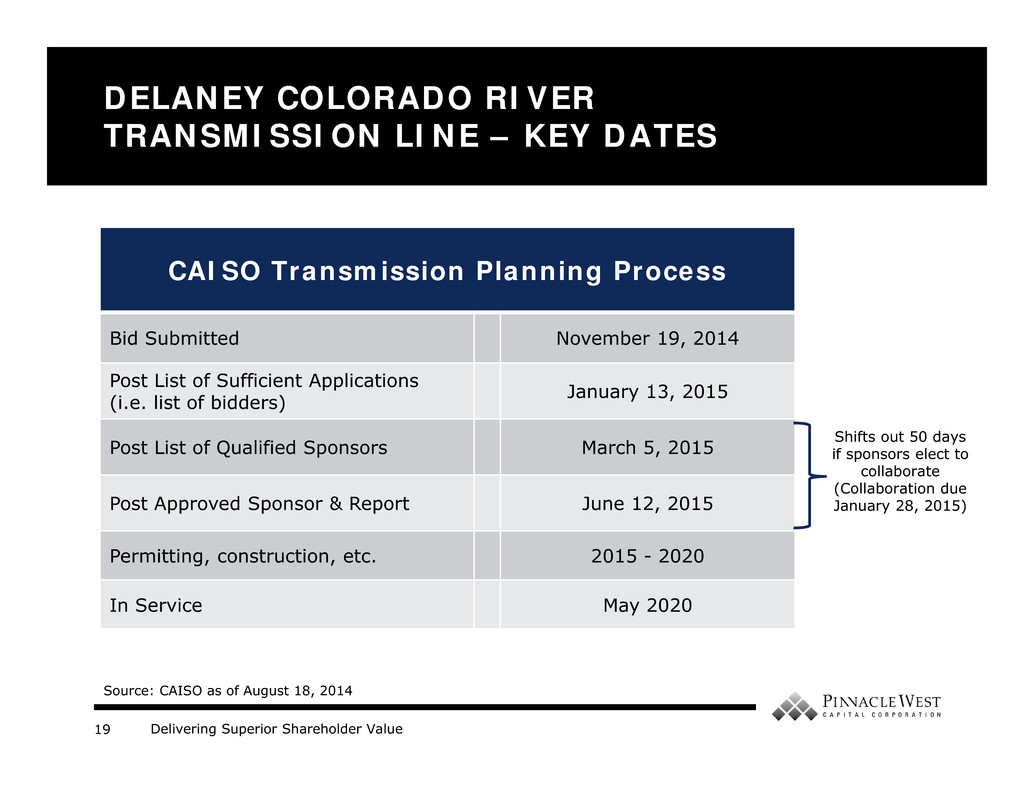 DELANEY COLORADO RIVER
TRANSMISSION LINE – KEY DATES
CAISO Transmission Planning Process
Bid Submitted November 19, 2014
Post List of Sufficient Applications
(i.e. list of bidders) January 13, 2015
Post List of Qualified Sponsors March 5, 2015
Post Approved Sponsor & Report June 12, 2015
Permitting, construction, etc. 2015 - 2020
In Service May 2020
Shifts out 50 days
if sponsors elect to
collaborate
(Collaboration due
January 28, 2015)
Source: CAISO as of August 18, 2014
PINNACLE WEST
CAPITAL CORPORATION
19 Delivering Superior Shareholder Value